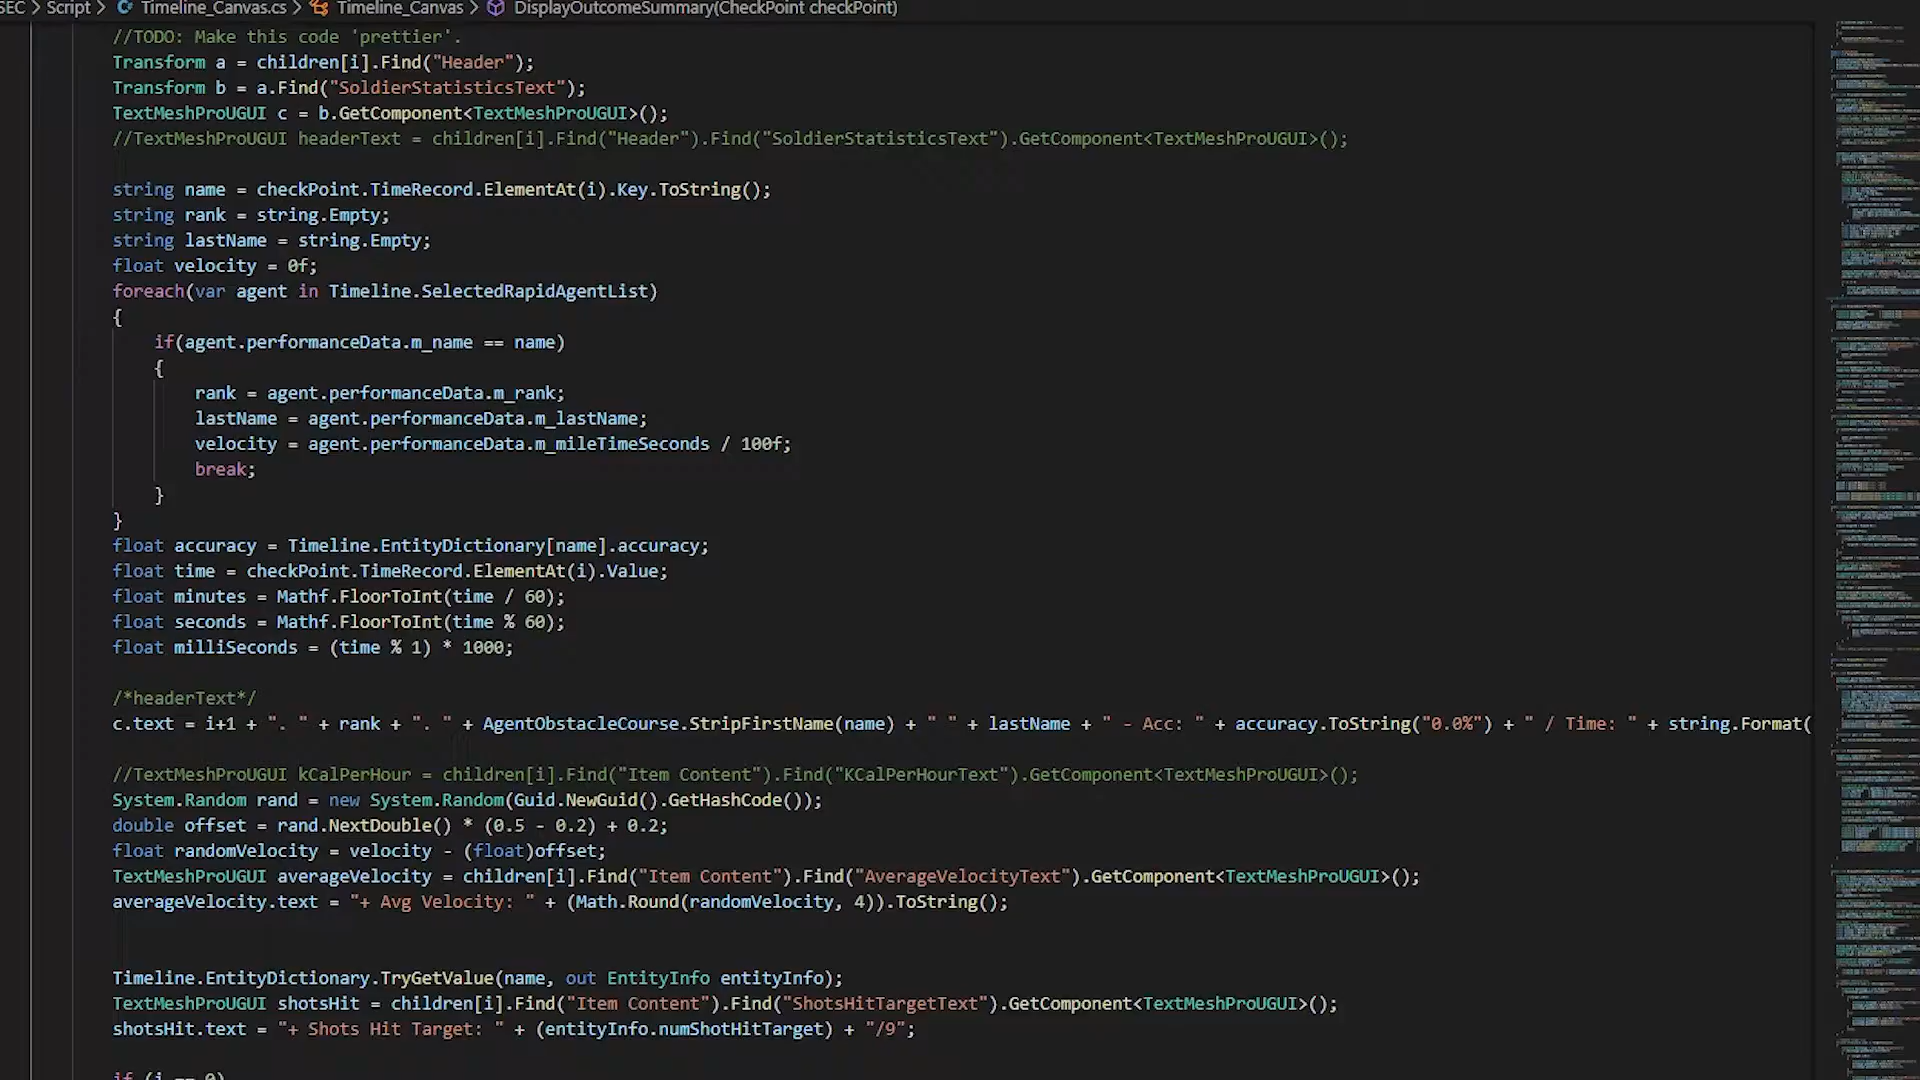 SEC > Script > Timeline_Canvas.cs > Timeline_Canvas > DisplayOutcomeSummary(CheckPoint checkPoint)
//TODO: Make this code 'prettier'.
Transform a = children[i].Find("Header");
Transform b = a.Find("SoldierStatisticsText");
TextMeshProUGUI c = b.GetComponent<TextMeshProUGUI>();
//TextMeshProUGUI headerText = children[i].Find("Header").Find("SoldierStatisticsText").GetComponent<TextMeshProUGUI>();
string name = checkPoint.TimeRecord.ElementAt(i).Key.ToString();
string rank = string.Empty;
string lastName = string.Empty;
float velocity = 0f;
foreach(var agent in Timeline.SelectedRapidAgentList)
{
if(agent.performanceData.m_name == name)
{
rank = agent.performanceData.m_rank;
lastName = agent.performanceData.m_lastName;
velocity = agent.performanceData.m_mileTimeSeconds / 100f;
break;
}
}
float accuracy = Timeline.EntityDictionary[name].accuracy;
float time = checkPoint.TimeRecord.ElementAt(i).Value;
float minutes = Mathf.FloorToInt(time / 60);
float seconds = Mathf.FloorToInt(time % 60);
float milliSeconds = (time % 1) * 1000;
/*headerText*/
c.text = i+1 + ". " + rank + ". " + AgentObstacleCourse.StripFirstName(name) + " " + lastName + " - Acc: " + accuracy.ToString("0.0%") + " / Time: " + string.Format(
//TextMeshProUGUI kCalPerHour = children[i].Find("Item Content").Find("KCalPerHourText").GetComponent<TextMeshProUGUI>();
System.Random rand = new System.Random(Guid.NewGuid().GetHashCode());
double offset = rand.NextDouble() * (0.5 - 0.2) + 0.2;
float randomVelocity = velocity - (float)offset;
TextMeshProUGUI averageVelocity = children[i].Find("Item Content").Find("AverageVelocityText").GetComponent<TextMeshProUGUI>();
averageVelocity.text = "+ Avg Velocity: " + (Math.Round(randomVelocity, 4)).ToString();
Timeline.EntityDictionary.TryGetValue(name, out EntityInfo entityInfo);
TextMeshProUGUI shotsHit = children[i].Find("Item Content").Find("ShotsHitTargetText").GetComponent<TextMeshProUGUI>();
shotsHit.text = "+ Shots Hit Target: " + (entityInfo.numShotHitTarget) + "/9";
if (i == 0)